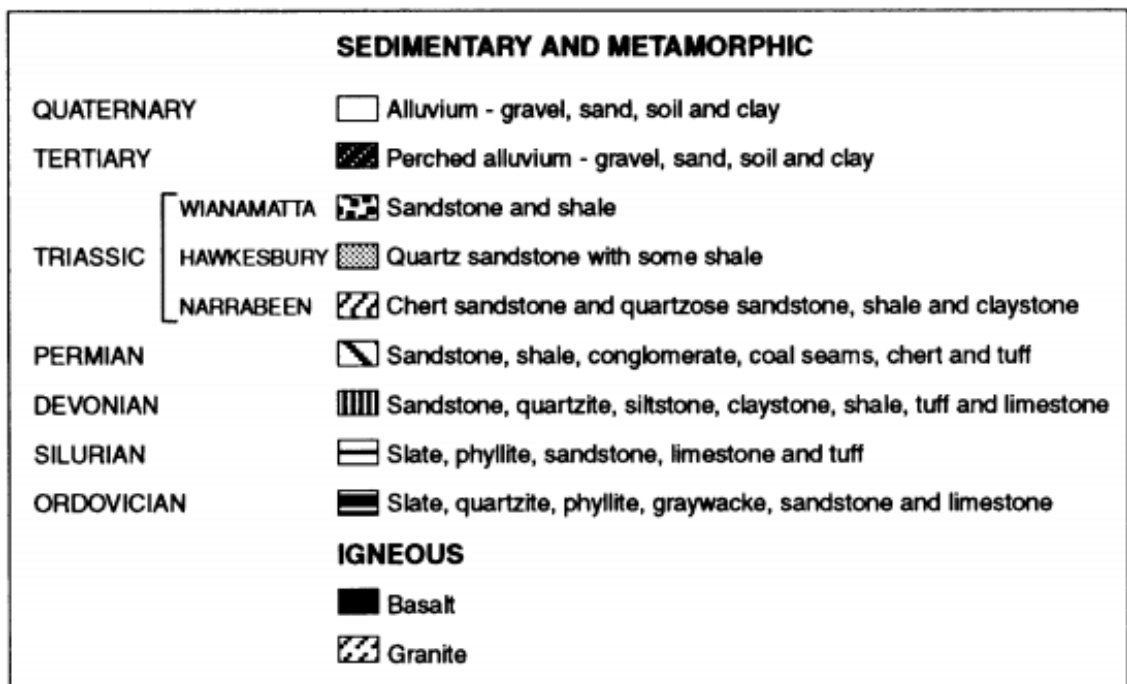 SEDIMENTARY AND METAMORPHIC
QUATERNARY Alluvium - gravel, sand, soil and clay
TERTIARY Perched alluvium - gravel, sand, soil and clay
WIANAMATTA Sandstone and shale
TRIASSIC HAWKESBURY Quartz sandstone with some shale
NARRABEEN Chert sandstone and quartzose sandstone, shale and claystone
PERMIAN Sandstone, shale, conglomerate, coal seams, chert and tuff
DEVONIAN Sandstone, quartzite, siltstone, claystone, shale, tuff and limestone
SILURIAN Slate, phyllite, sandstone, limestone and tuff
ORDOVICIAN Slate, quartzite, phyllite, graywacke, sandstone and limestone
IGNEOUS
Basalt
Granite